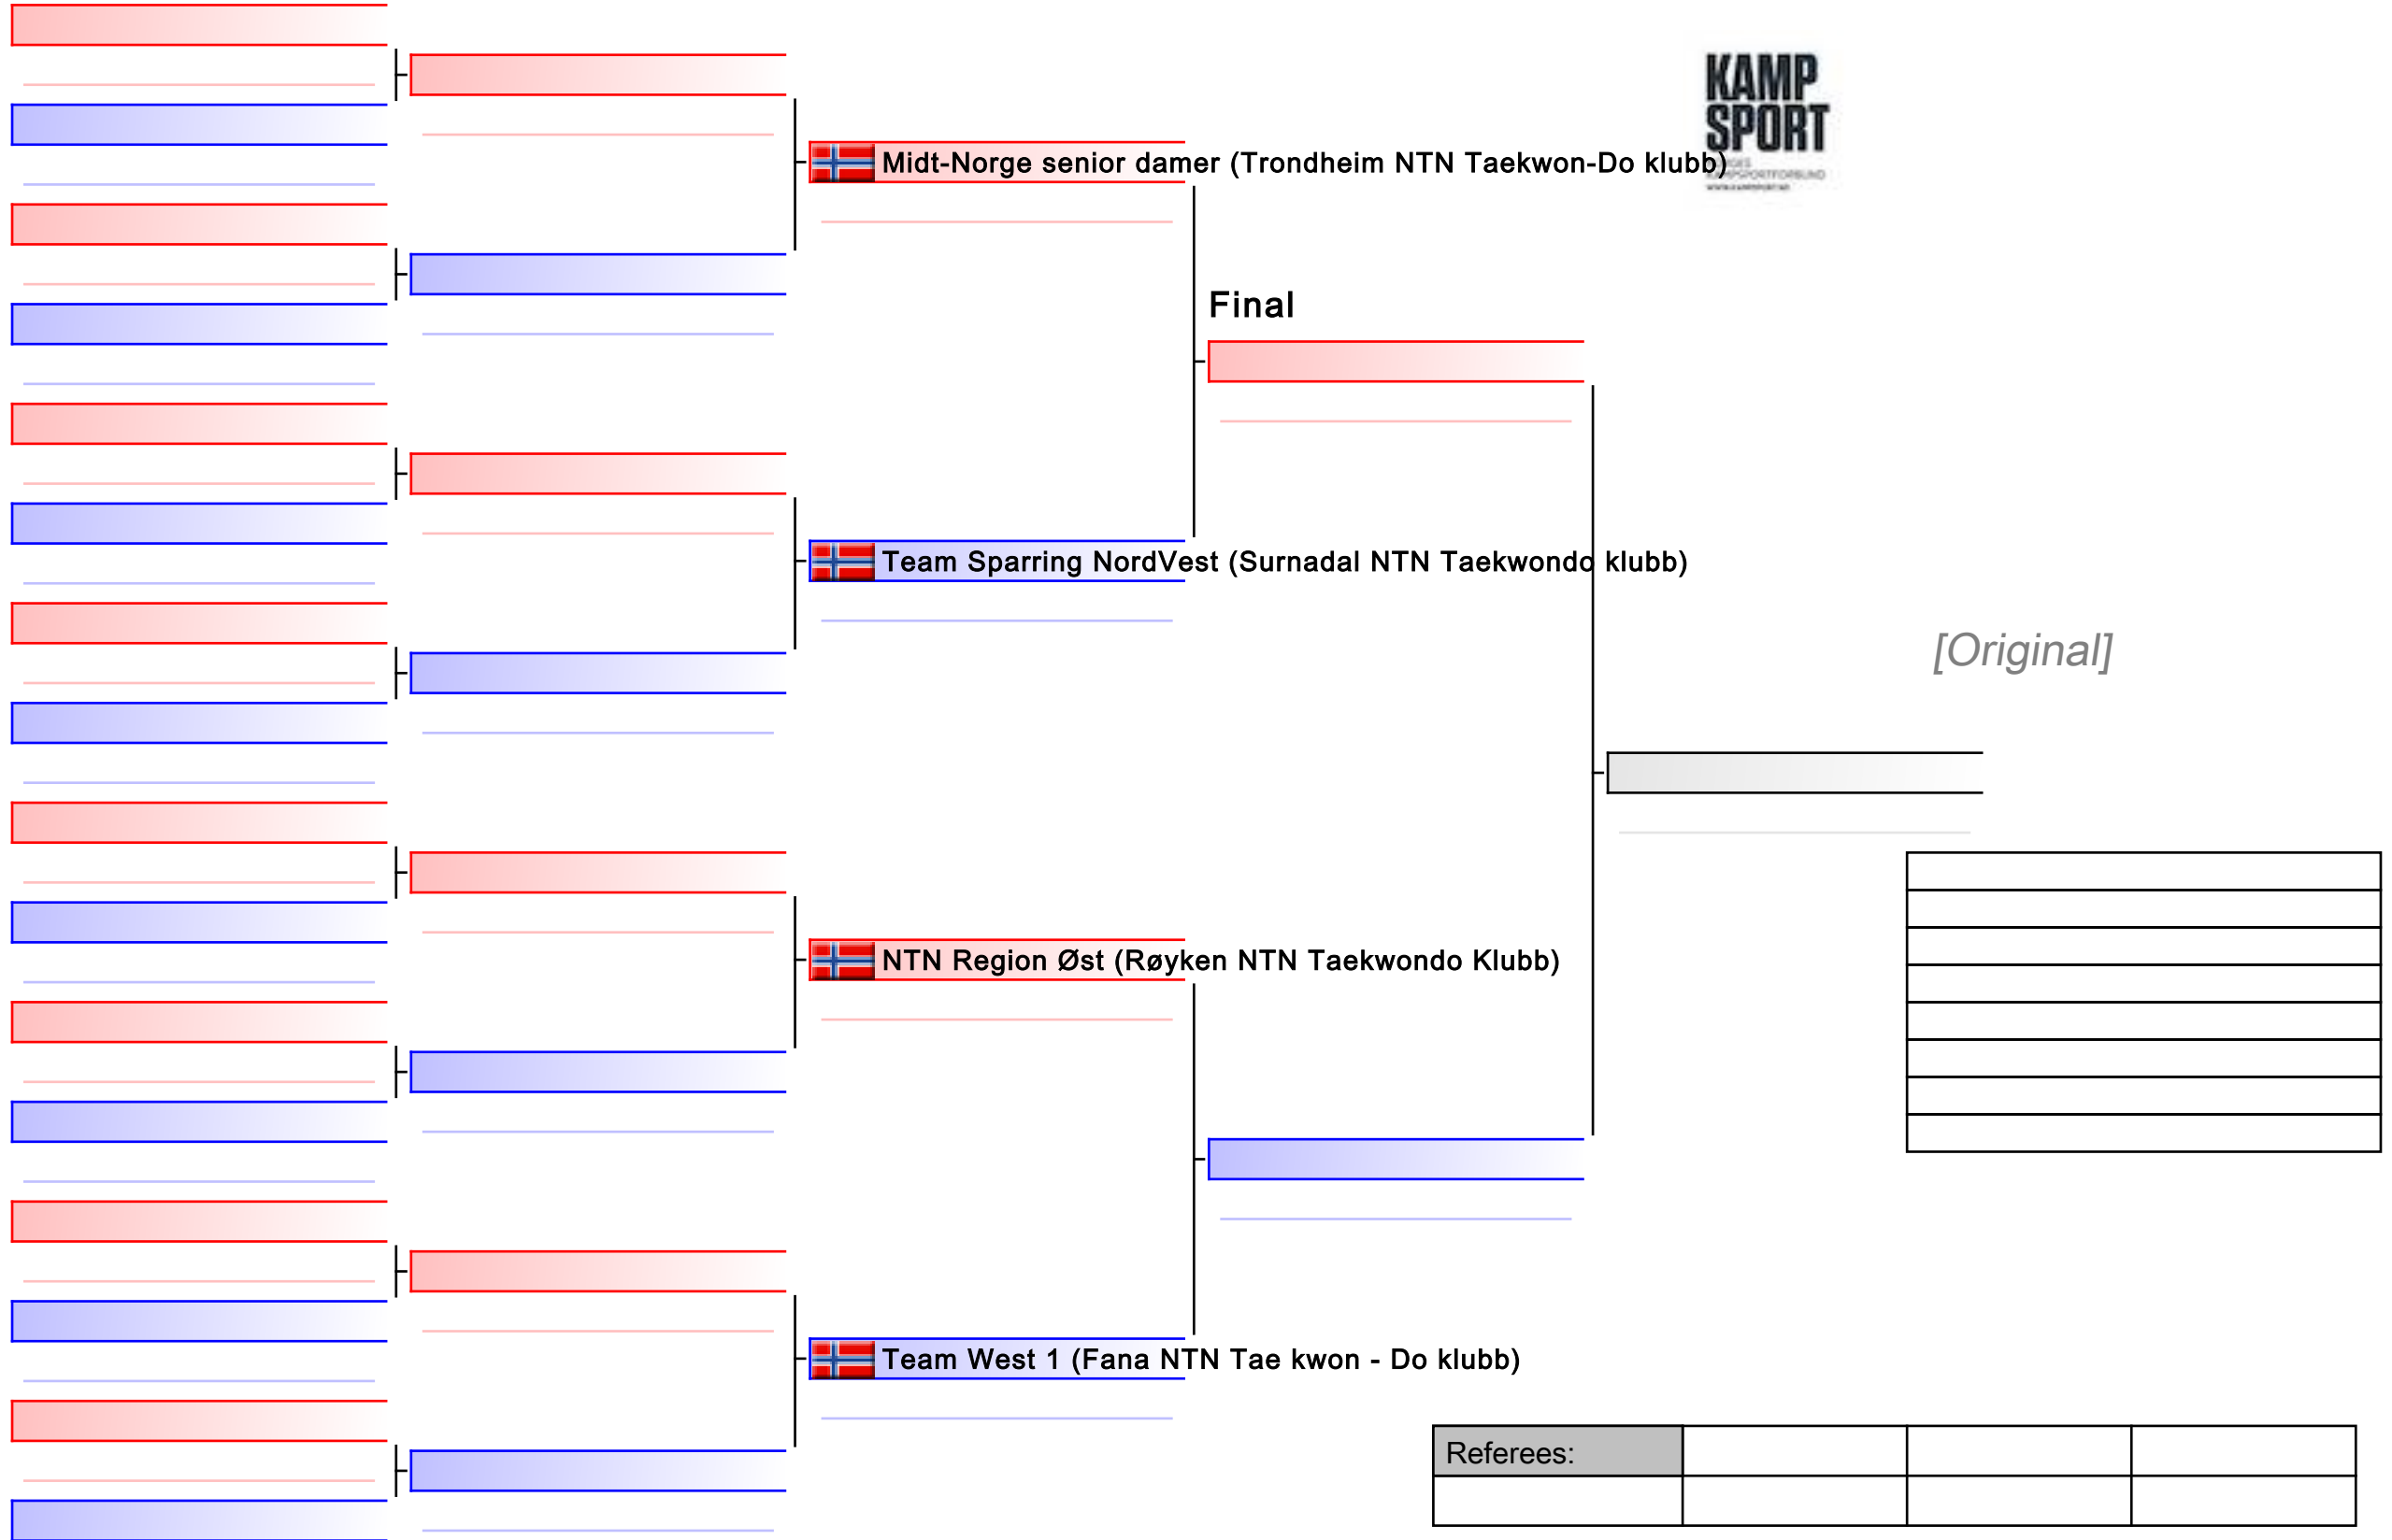 KAMP
SPORT
Midt-Norge senior damer (Trondheim NTN Taekwon-Do klubb)
KAMPSPORTFORBUND
Final
Team Sparring NordVest (Surnadal NTN Taekwondo klubb)
[Original]
NTN Region Øst (Røyken NTN Taekwondo Klubb)
Team West 1 (Fana NTN Tae kwon - Do klubb)
Referees: